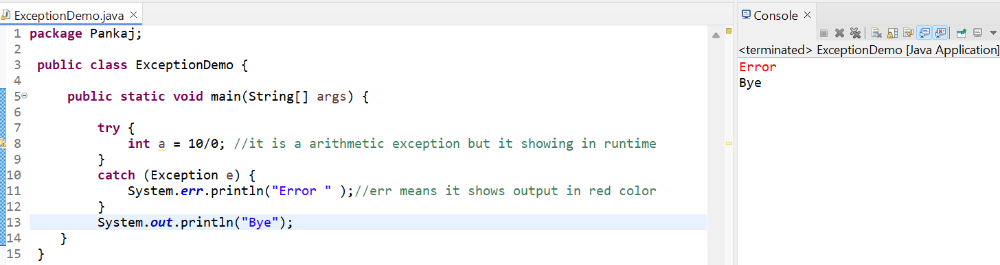 ExceptionDemo.java
1 package Pankaj;
2
3 public class ExceptionDemo {
4
5 public static void main(String[] args) {
6
7 try {
8 int a = 10/0; //it is a arithmetic exception but it showing in runtime
9 }
10 catch (Exception e) {
11 System.err.println("Error " );//err means it shows output in red color
12 }
13 System.out.println("Bye");
14 }
15 }
Console
<terminated> ExceptionDemo [Java Application]
Error
Bye